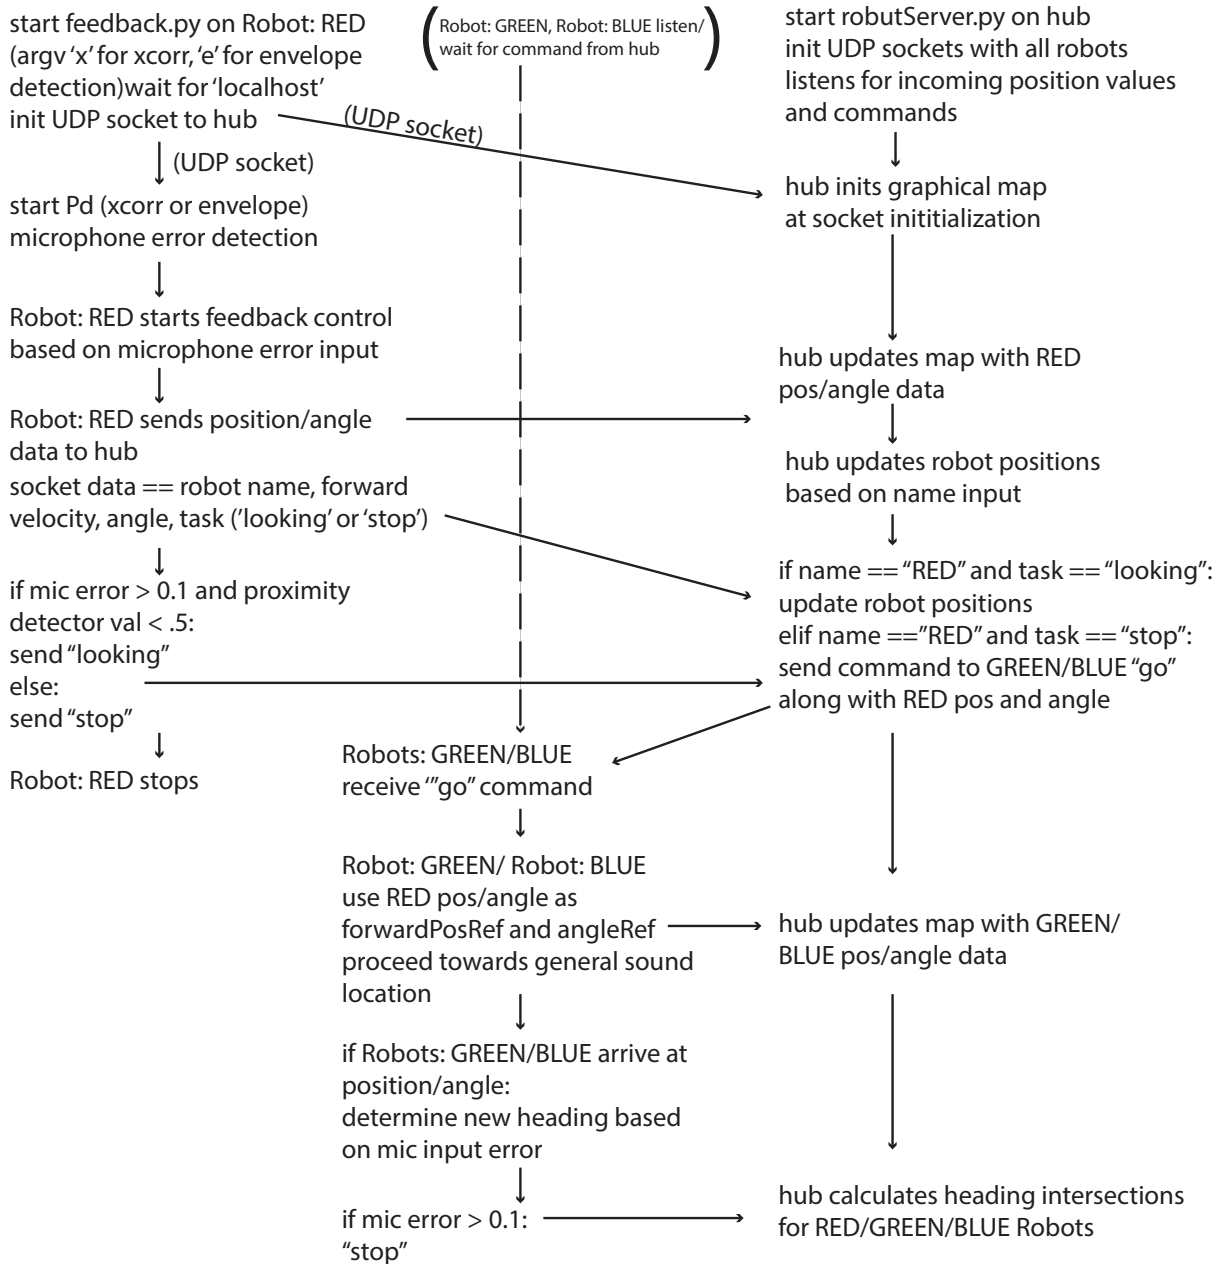 start feedback.py on Robot: RED
(argv ‘x’ for xcorr, ‘e’ for envelope
detection)wait for ‘localhost’
init UDP socket to hub
(UDP socket)
start Pd (xcorr or envelope)
microphone error detection
Robot: RED starts feedback control
based on microphone error input
Robot: RED sends position/angle
data to hub
socket data == robot name, forward
velocity, angle, task (‘looking’ or ‘stop’)
if mic error > 0.1 and proximity
detector val < .5:
send “looking”
else:
send “stop”
Robot: RED stops
(UDP socket)
(Robot: GREEN, Robot: BLUE listen/
wait for command from hub)
Robots: GREEN/BLUE
receive ‘”go” command
Robot: GREEN/ Robot: BLUE
use RED pos/angle as
forwardPosRef and angleRef
proceed towards general sound
location
if Robots: GREEN/BLUE arrive at
position/angle:
determine new heading based
on mic input error
if mic error > 0.1:
“stop”
start robutServer.py on hub
init UDP sockets with all robots
listens for incoming position values
and commands
hub inits graphical map
at socket inititialization
hub updates map with RED
pos/angle data
hub updates robot positions
based on name input
if name == “RED” and task == “looking”:
update robot positions
elif name ==”RED” and task == “stop”:
send command to GREEN/BLUE “go”
along with RED pos and angle
hub updates map with GREEN/
BLUE pos/angle data
hub calculates heading intersections
for RED/GREEN/BLUE Robots